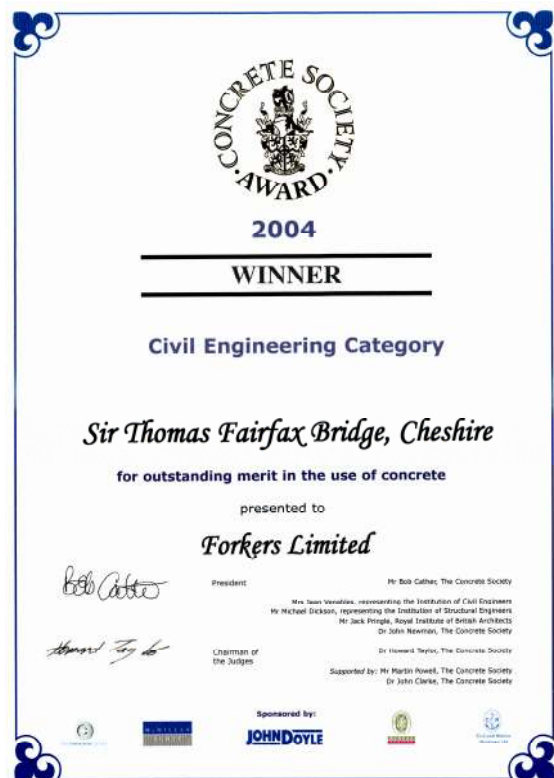 CONCRETE SOCIETY
AWARD
2004
WINNER
Civil Engineering Category
Sir Thomas Fairfax Bridge, Cheshire
for outstanding merit in the use of concrete
presented to
Forkers Limited
Bob Cather
President
Mr Bob Cather, The Concrete Society
Mrs Jean Venables, representing the Institution of Civil Engineers
Mr Michael Dickson, representing the Institution of Structural Engineers
Mr Jack Pringle, Royal Institute of British Architects
Dr John Newman, The Concrete Society
Howard Taylor
Chairman of
the Judges
Dr Howard Taylor, The Concrete Society
Supported by: Mr Martin Powell, The Concrete Society
Dr John Clarke, The Concrete Society
Sponsored by:
JOHN DOYLE